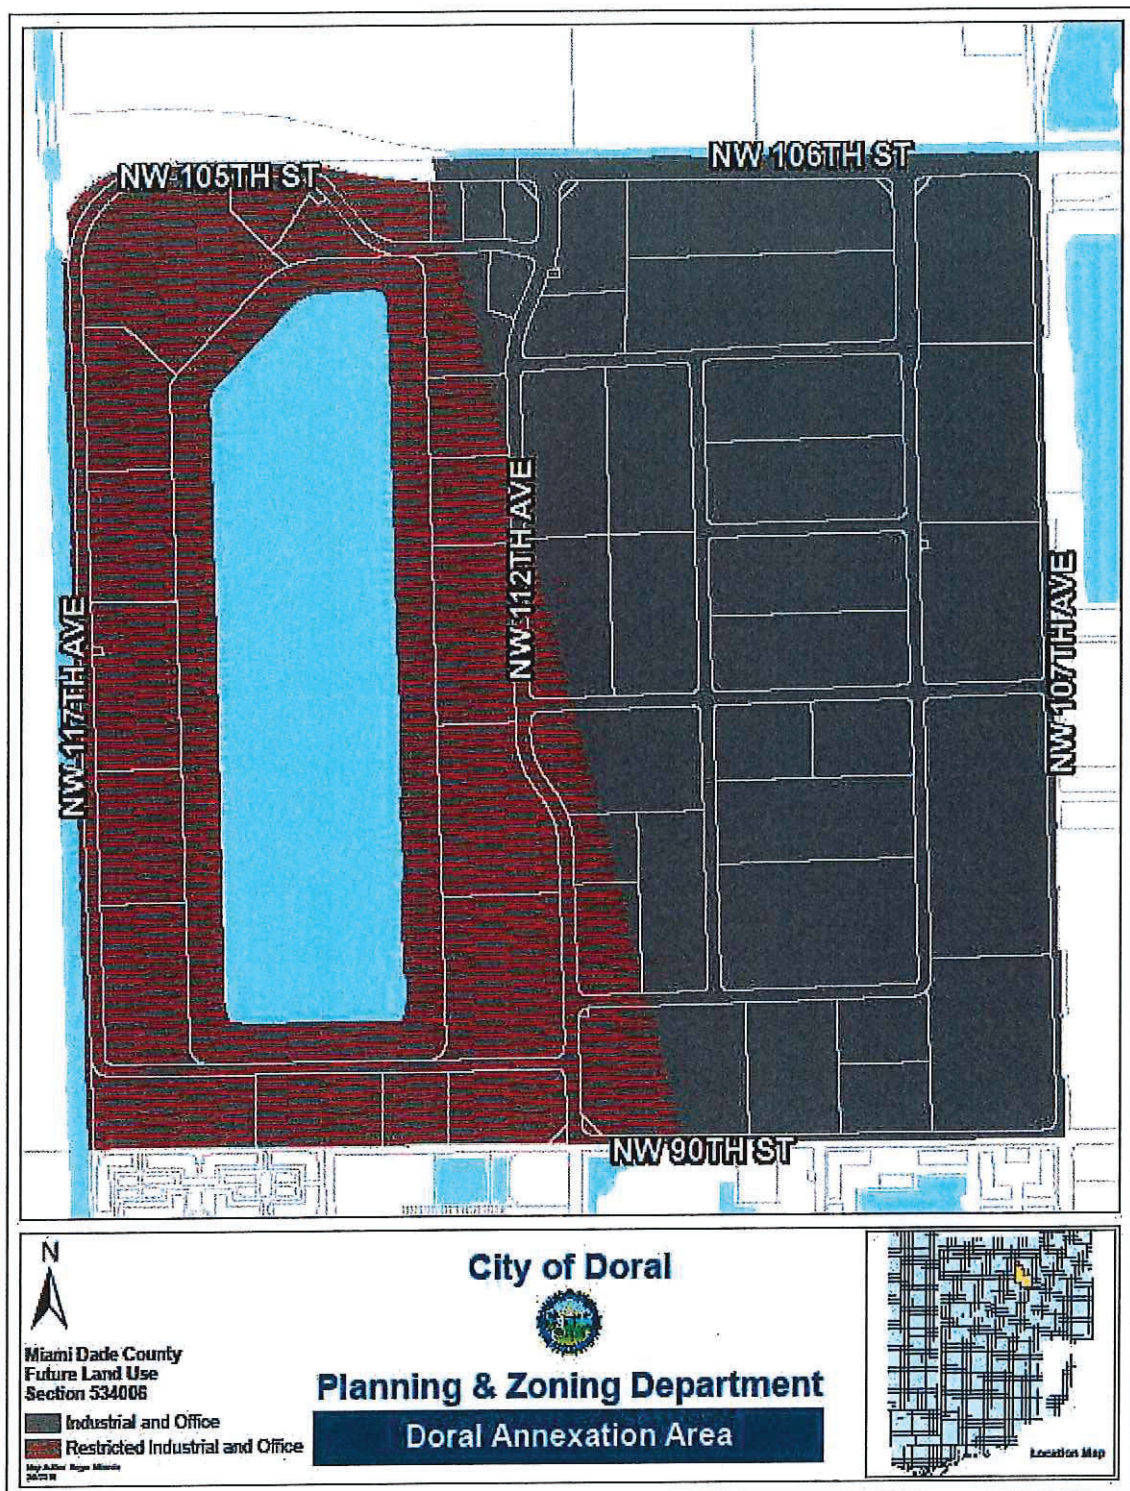 NW 105TH ST
NW 106TH ST
NW 112TH AVE
NW 117TH AVE
NW 107TH AVE
NW 90TH ST
N
Miami Dade County
Future Land Use
Section 534006
Industrial and Office
Restricted Industrial and Office
City of Doral
Planning & Zoning Department
Doral Annexation Area
Location Map